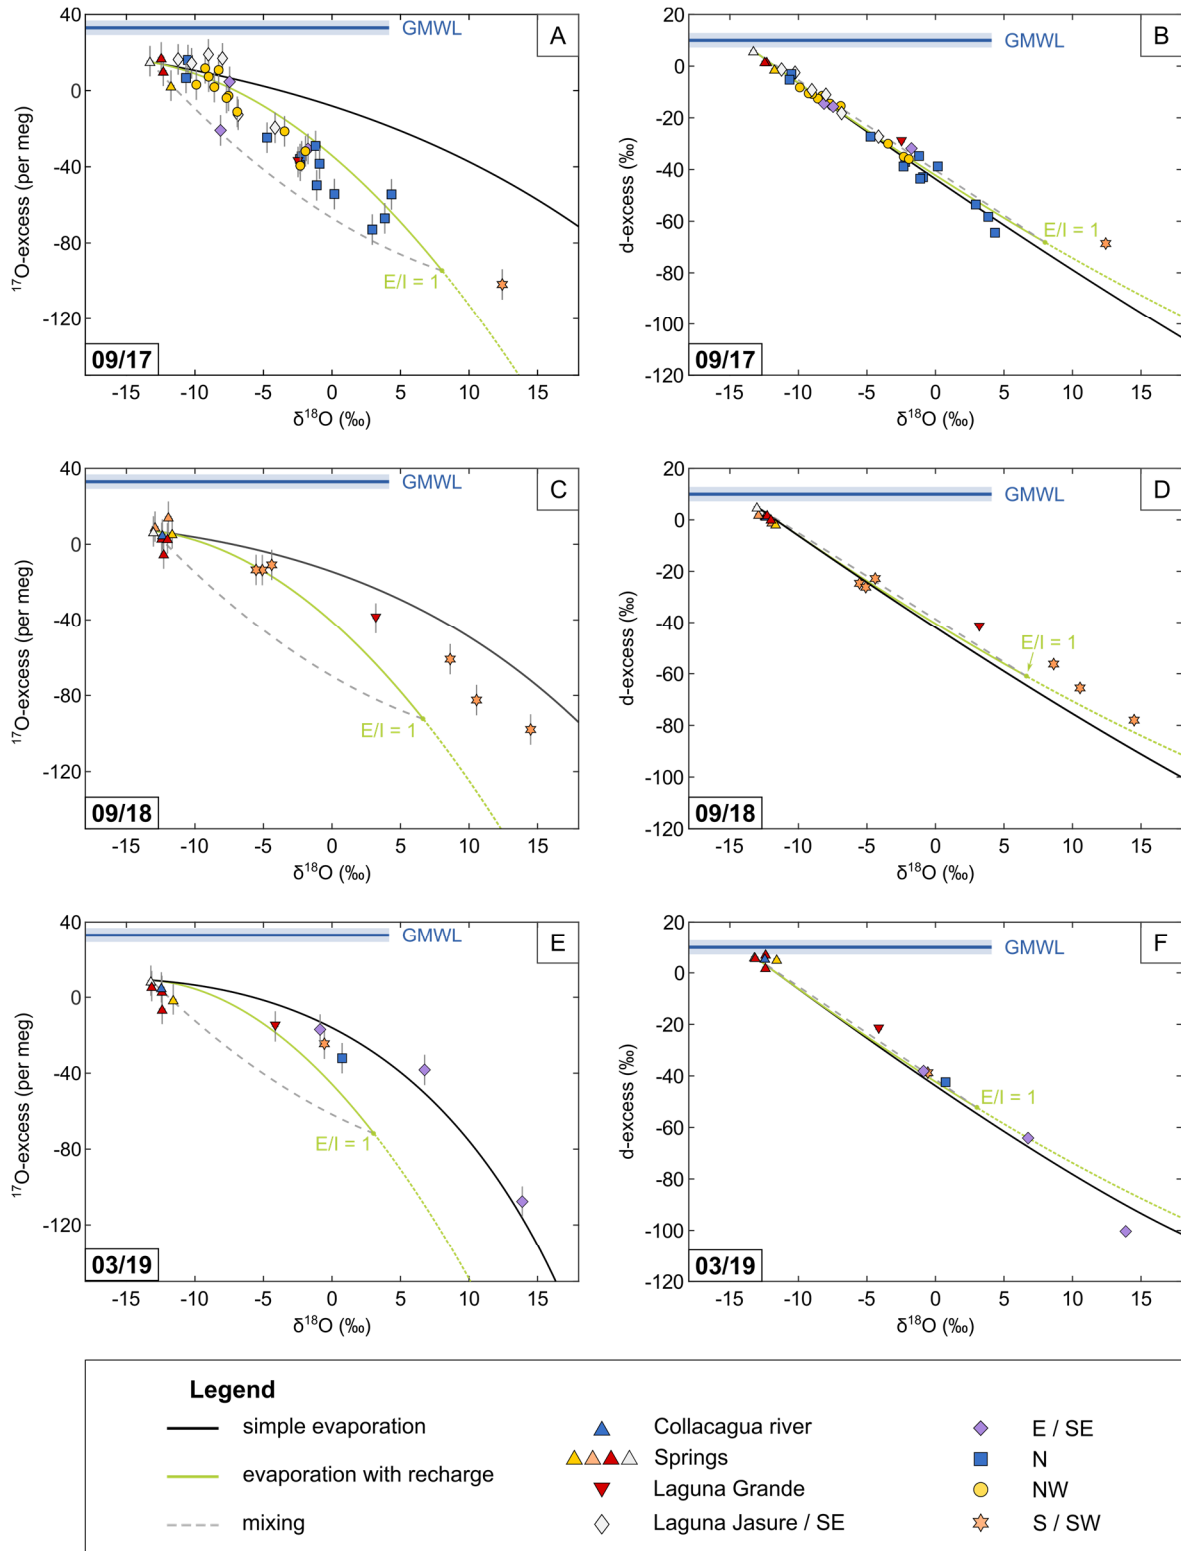 40
0
-40
-80
-120
-15 -10 -5 0 5 10 15
δ¹⁸O (‰)
¹⁷O-excess (per meg)
GMWL
A
E/I = 1
09/17
20
0
-20
-40
-60
-80
-100
-120
-15 -10 -5 0 5 10 15
δ¹⁸O (‰)
d-excess (‰)
GMWL
B
E/I = 1
09/17
40
0
-40
-80
-120
-15 -10 -5 0 5 10 15
δ¹⁸O (‰)
¹⁷O-excess (per meg)
GMWL
C
E/I = 1
09/18
20
0
-20
-40
-60
-80
-100
-120
-15 -10 -5 0 5 10 15
δ¹⁸O (‰)
d-excess (‰)
GMWL
D
E/I = 1
09/18
40
0
-40
-80
-120
-15 -10 -5 0 5 10 15
δ¹⁸O (‰)
¹⁷O-excess (per meg)
GMWL
E
E/I = 1
03/19
20
0
-20
-40
-60
-80
-100
-120
-15 -10 -5 0 5 10 15
δ¹⁸O (‰)
d-excess (‰)
GMWL
F
E/I = 1
03/19
Legend
simple evaporation
evaporation with recharge
mixing
Collacagua river
Springs
Laguna Grande
Laguna Jasure / SE
E / SE
N
NW
S / SW